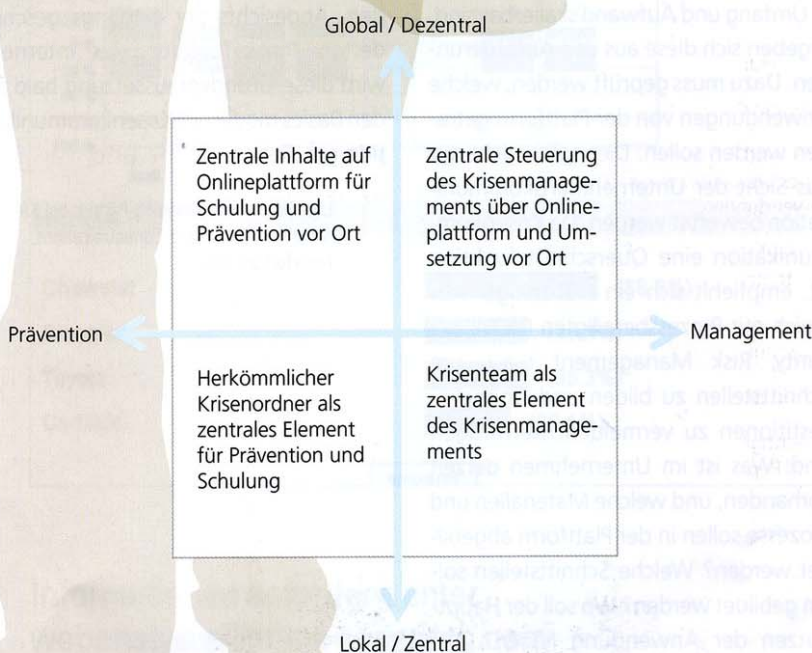 Global / Dezentral
Zentrale Inhalte auf
Onlineplattform für
Schulung und
Prävention vor Ort
Zentrale Steuerung
des Krisenmanage-
ments über Online-
plattform und Um-
setzung vor Ort
Prävention
Management
Herkömmlicher
Krisenordner als
zentrales Element
für Prävention und
Schulung
Krisenteam als
zentrales Element
des Krisenmanage-
ments
Lokal / Zentral